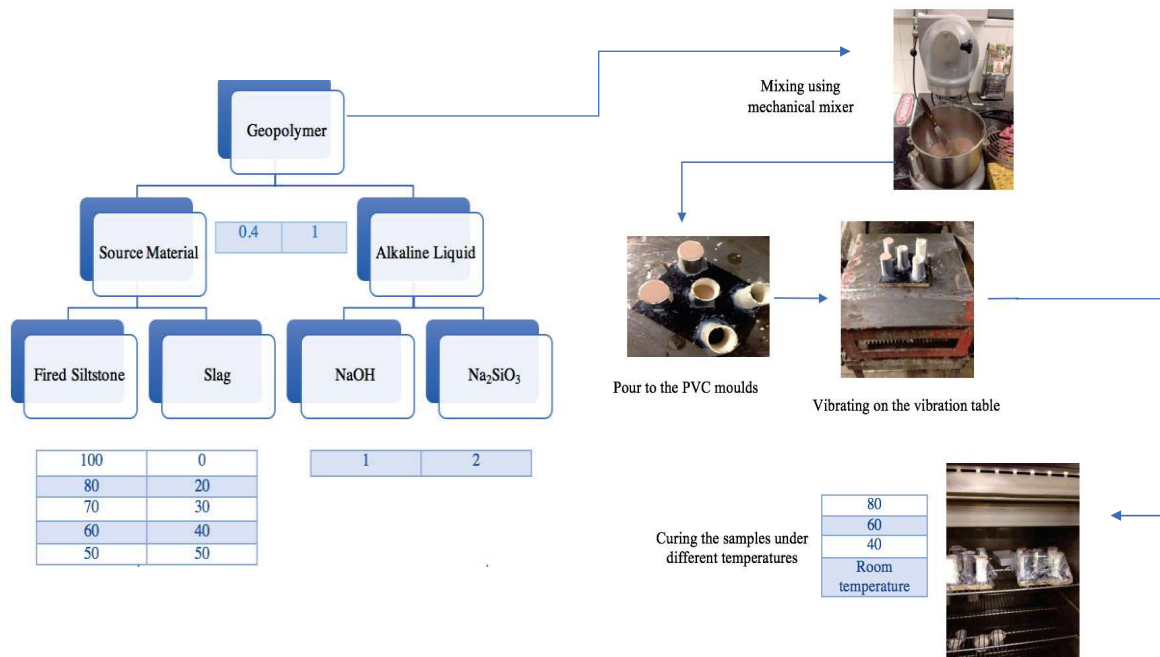 Geopolymer
Source Material
0.4 1
Alkaline Liquid
Fired Siltstone
Slag
NaOH
Na₂SiO₃
100 0
80 20
70 30
60 40
50 50
1 2
Mixing using
mechanical mixer
Pour to the PVC moulds
Vibrating on the vibration table
Curing the samples under
different temperatures
80
60
40
Room
temperature